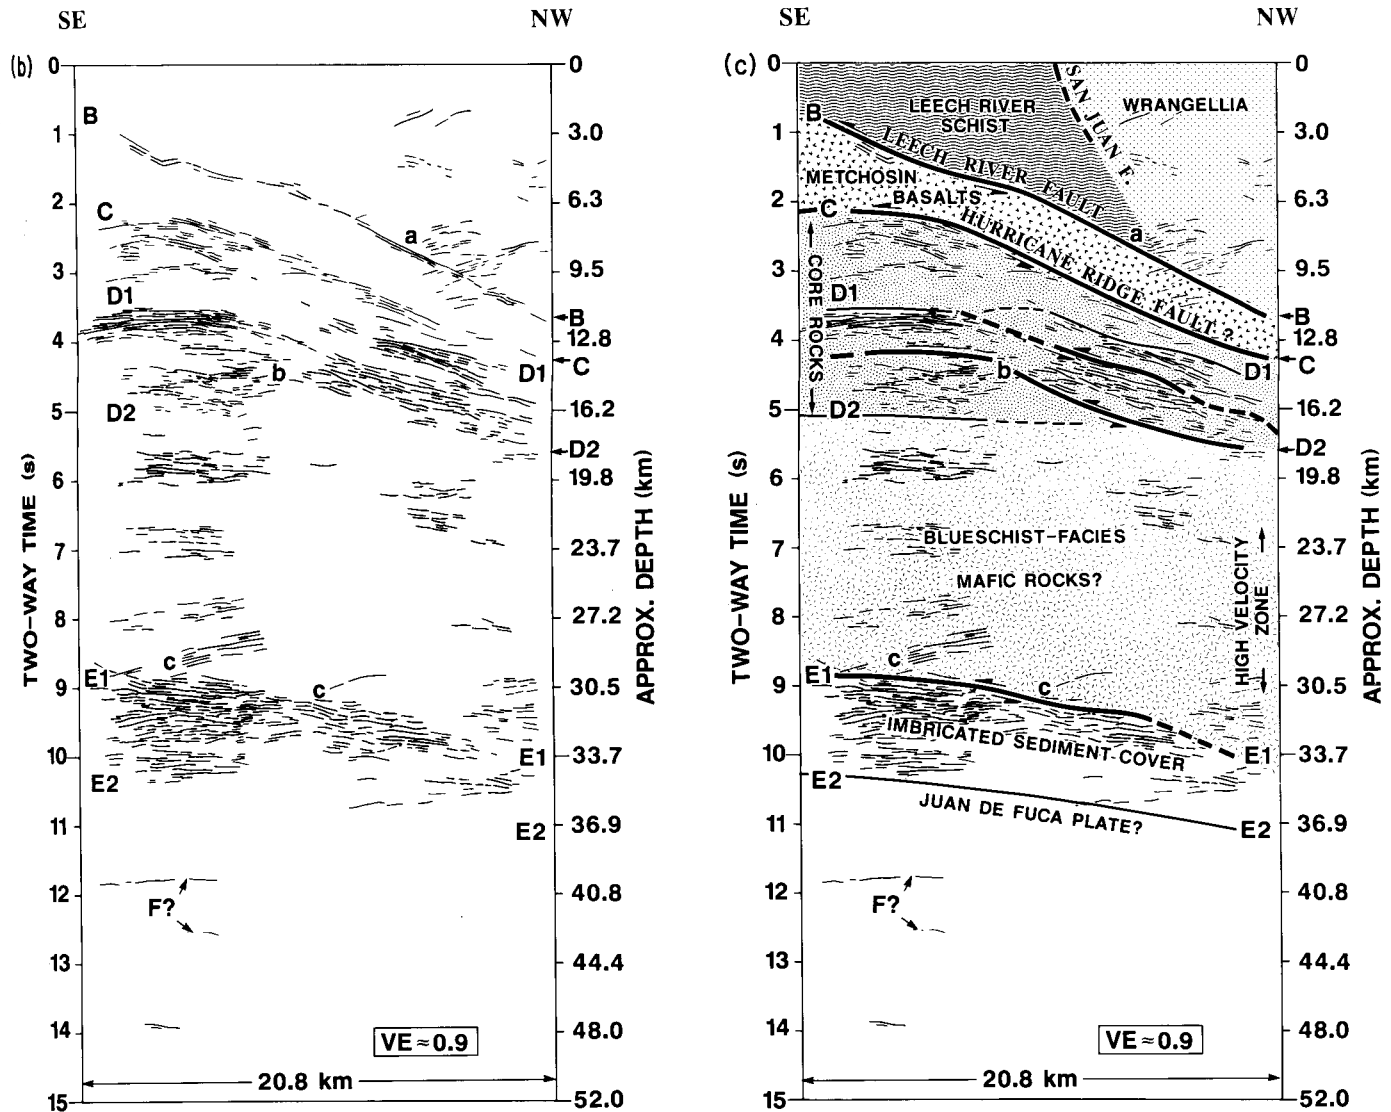 SE
NW
(b)
0
1
2
3
4
5
6
7
8
9
10
11
12
13
14
15
TWO-WAY TIME (s)
0
3.0
6.3
9.5
12.8
16.2
19.8
23.7
27.2
30.5
33.7
36.9
40.8
44.4
48.0
52.0
APPROX. DEPTH (km)
B
C
a
D1
B
C
D1
b
D2
D2
c
E1
c
E1
E2
E2
F?
VE≈0.9
20.8 km
SE
NW
(c)
0
1
2
3
4
5
6
7
8
9
10
11
12
13
14
15
TWO-WAY TIME (s)
0
3.0
6.3
9.5
12.8
16.2
19.8
23.7
27.2
30.5
33.7
36.9
40.8
44.4
48.0
52.0
APPROX. DEPTH (km)
LEECH RIVER
SCHIST
SAN JUAN F.
WRANGELLIA
B
LEECH RIVER FAULT
METCHOSIN
BASALTS
C
HURRICANE RIDGE FAULT ?
a
CORE ROCKS
D1
B
C
D1
b
D2
D2
BLUESCHIST-FACIES
MAFIC ROCKS?
HIGH VELOCITY
ZONE
c
E1
c
IMBRICATED SEDIMENT COVER
E1
E2
JUAN DE FUCA PLATE?
E2
F?
VE≈0.9
20.8 km